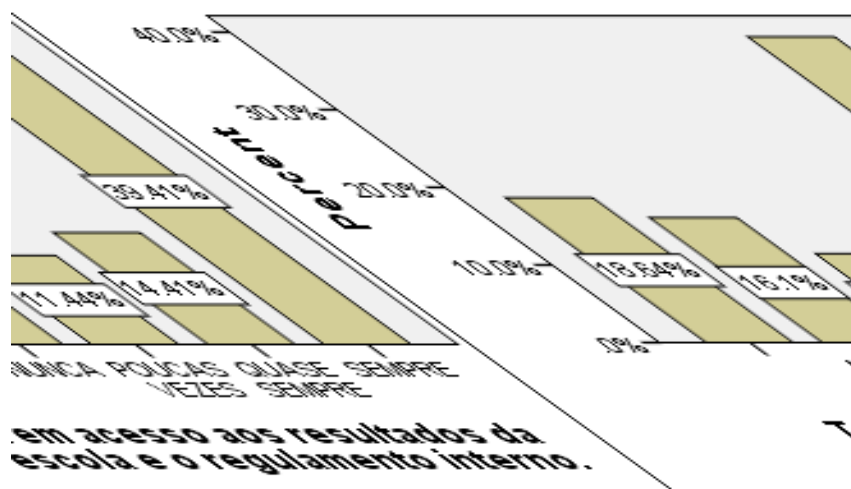 39.41%
14.41%
11.44%
NUNCA POUCAS QUASE SEMPRE
VEZES SEMPRE
em acesso aos resultados da
escola e o regulamento interno.
Percent
40.0%
30.0%
20.0%
10.0%
.0%
18.64%
16.1%